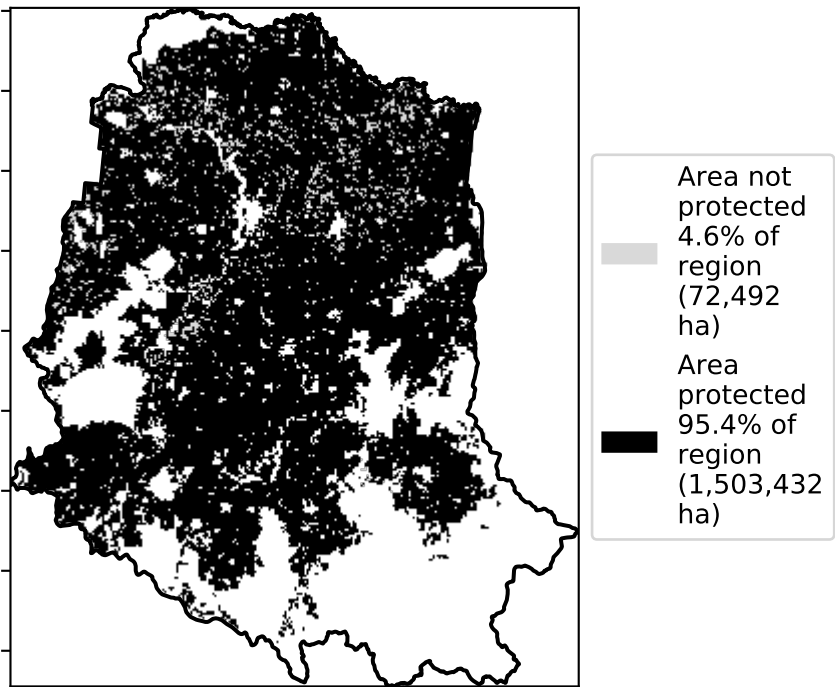 Area not
protected
4.6% of
region
(72,492
ha)
Area
protected
95.4% of
region
(1,503,432
ha)